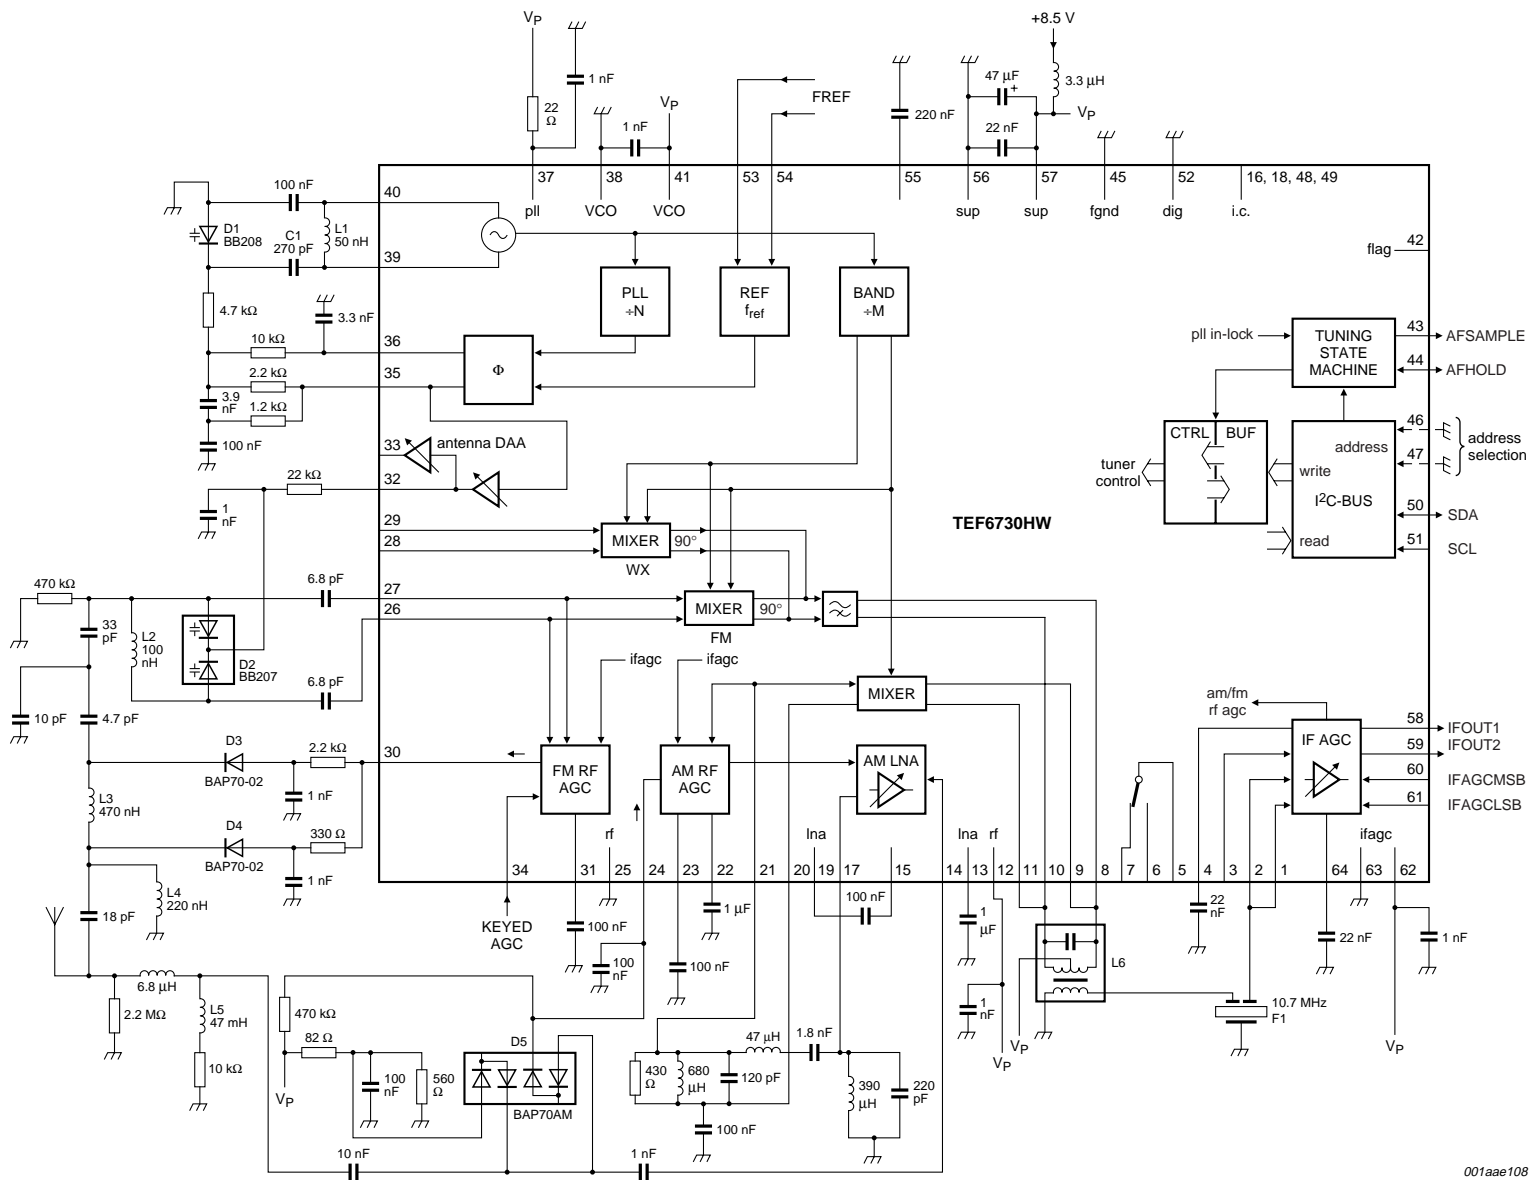 +8.5 V
VP
1 nF
22
Ω
VP
1 nF
FREF
220 nF
47 μF
+
22 nF
3.3 μH
VP
37
38
41
53
54
55
56
57
45
52
16, 18, 48, 49
pll
VCO
VCO
sup
sup
fgnd
dig
i.c.
100 nF
40
D1
BB208
C1
270 pF
L1
50 nH
39
42
flag
PLL
÷N
REF
fref
BAND
÷M
4.7 kΩ
3.3 nF
10 kΩ
36
Φ
35
2.2 kΩ
3.9
nF
1.2 kΩ
100 nF
pll in-lock
TUNING
STATE
MACHINE
43
AFSAMPLE
44
AFHOLD
33
antenna DAA
32
22 kΩ
1
nF
CTRL
BUF
tuner
control
address
write
I2C-BUS
read
46
47
address
selection
50
SDA
51
SCL
TEF6730HW
29
28
MIXER
90°
WX
470 kΩ
6.8 pF
27
26
MIXER
90°
FM
33
pF
L2
100
nH
D2
BB207
6.8 pF
10 pF
4.7 pF
ifagc
ifagc
MIXER
am/fm
rf agc
58
IFOUT1
59
IFOUT2
60
IFAGCMSB
61
IFAGCLSB
IF AGC
D3
BAP70-02
2.2 kΩ
30
1 nF
FM RF
AGC
AM RF
AGC
AM LNA
L3
470 nH
D4
BAP70-02
330 Ω
1 nF
L4
220 nH
18 pF
rf
lna
lna
rf
ifagc
34
31
25
24
23
22
21
20
19
17
15
14
13
12
11
10
9
8
7
6
5
4
3
2
1
64
63
62
KEYED
AGC
100 nF
100
nF
1 μF
100 nF
100 nF
1
μF
1
nF
VP
VP
L6
22
nF
22 nF
1 nF
10.7 MHz
F1
VP
6.8 μH
2.2 MΩ
L5
47 mH
10 kΩ
470 kΩ
82 Ω
VP
100
nF
560
Ω
D5
BAP70AM
430
Ω
680
μH
120 pF
47 μH
1.8 nF
390
μH
220
pF
100 nF
10 nF
1 nF
001aae108